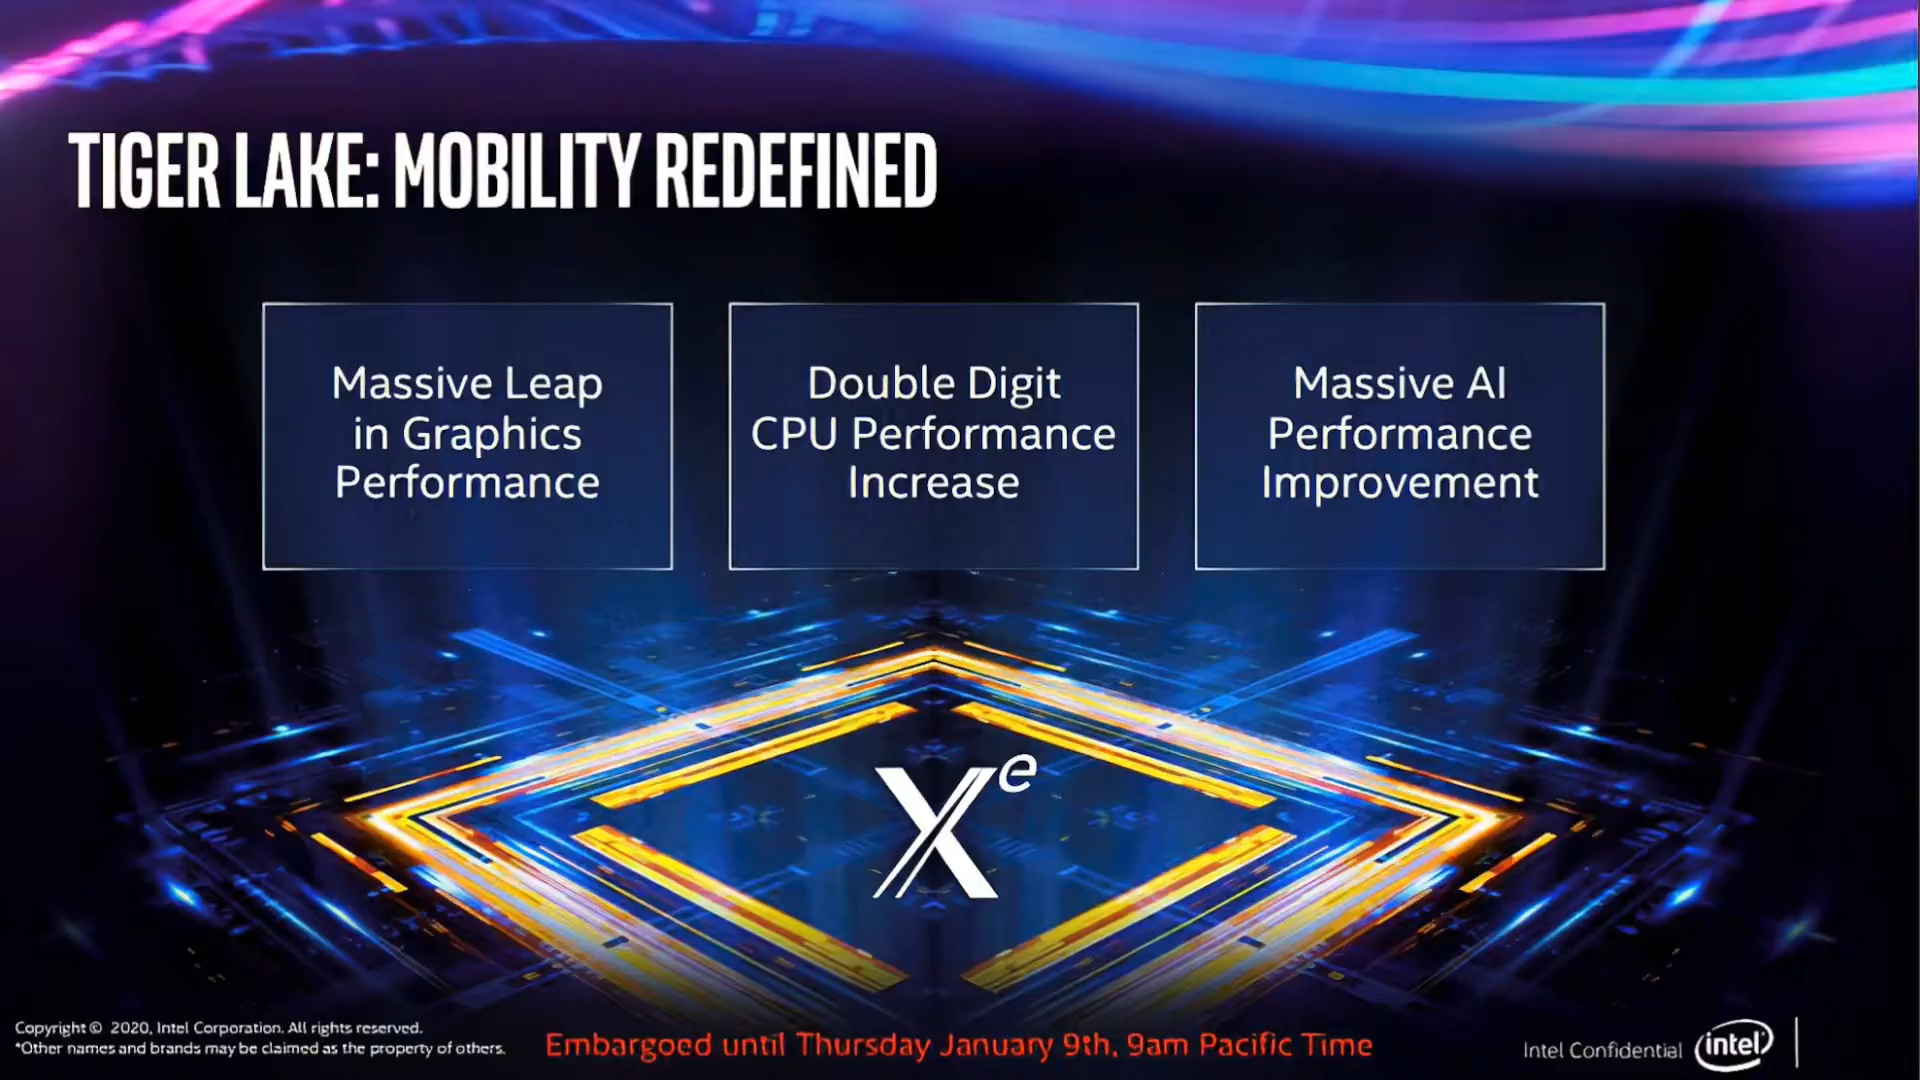 TIGER LAKE: MOBILITY REDEFINED
Massive Leap
in Graphics
Performance
Double Digit
CPU Performance
Increase
Massive AI
Performance
Improvement
Xe
Copyright © 2020, Intel Corporation. All rights reserved.
*Other names and brands may be claimed as the property of others.
Embargoed until Thursday January 9th, 9am Pacific Time
Intel Confidential
intel